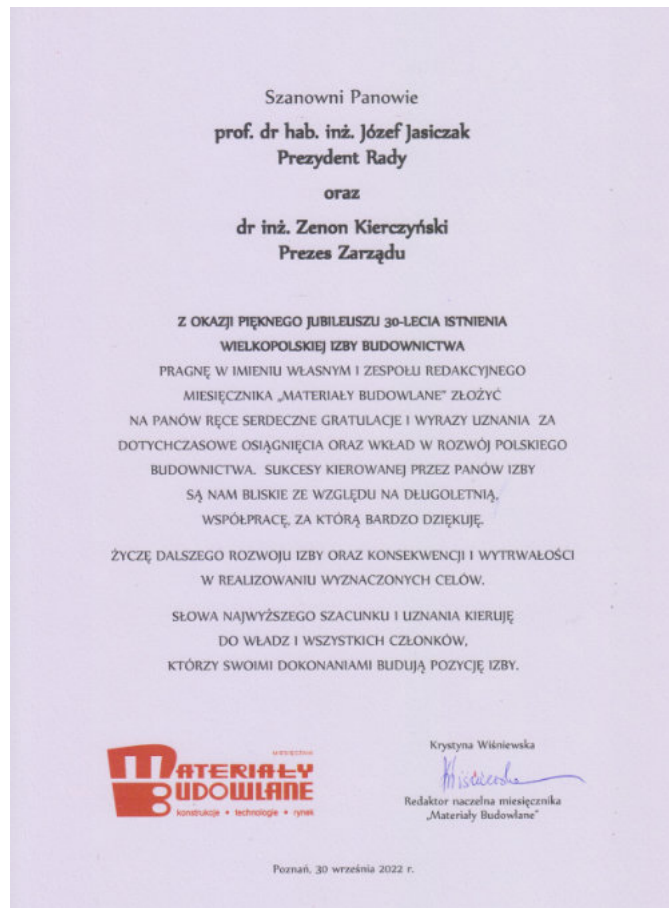 Szanowni Panowie
prof. dr hab. inż. Józef Jasiczak
Prezydent Rady
oraz
dr inż. Zenon Kierczyński
Prezes Zarządu
Z OKAZJI PIĘKNEGO JUBILEUSZU 30-LECIA ISTNIENIA
WIELKOPOLSKIEJ IZBY BUDOWNICTWA
PRAGNĘ W IMIENIU WŁASNYM I ZESPOŁU REDAKCYJNEGO
MIESIĘCZNIKA „MATERIAŁY BUDOWLANE" ZŁOŻYĆ
NA PANÓW RĘCE SERDECZNE GRATULACJE I WYRAZY UZNANIA ZA
DOTYCHCZASOWE OSIĄGNIĘCIA ORAZ WKŁAD W ROZWÓJ POLSKIEGO
BUDOWNICTWA. SUKCESY KIEROWANEJ PRZEZ PANÓW IZBY
SĄ NAM BLISKIE ZE WZGLĘDU NA DŁUGOLETNIĄ,
WSPÓŁPRACĘ, ZA KTÓRĄ BARDZO DZIĘKUJĘ.
ŻYCZĘ DALSZEGO ROZWOJU IZBY ORAZ KONSEKWENCJI I WYTRWAŁOŚCI
W REALIZOWANIU WYZNACZONYCH CELÓW.
SŁOWA NAJWYŻSZEGO SZACUNKU I UZNANIA KIERUJĘ
DO WŁADZ I WSZYSTKICH CZŁONKÓW,
KTÓRZY SWOIMI DOKONANIAMI BUDUJĄ POZYCJĘ IZBY.
MIESIĘCZNIK
MATERIAŁY
BUDOWLANE
konstrukcje • technologie • rynek
Krystyna Wiśniewska
KWiśniewska
Redaktor naczelna miesięcznika
„Materiały Budowlane"
Poznań, 30 września 2022 r.